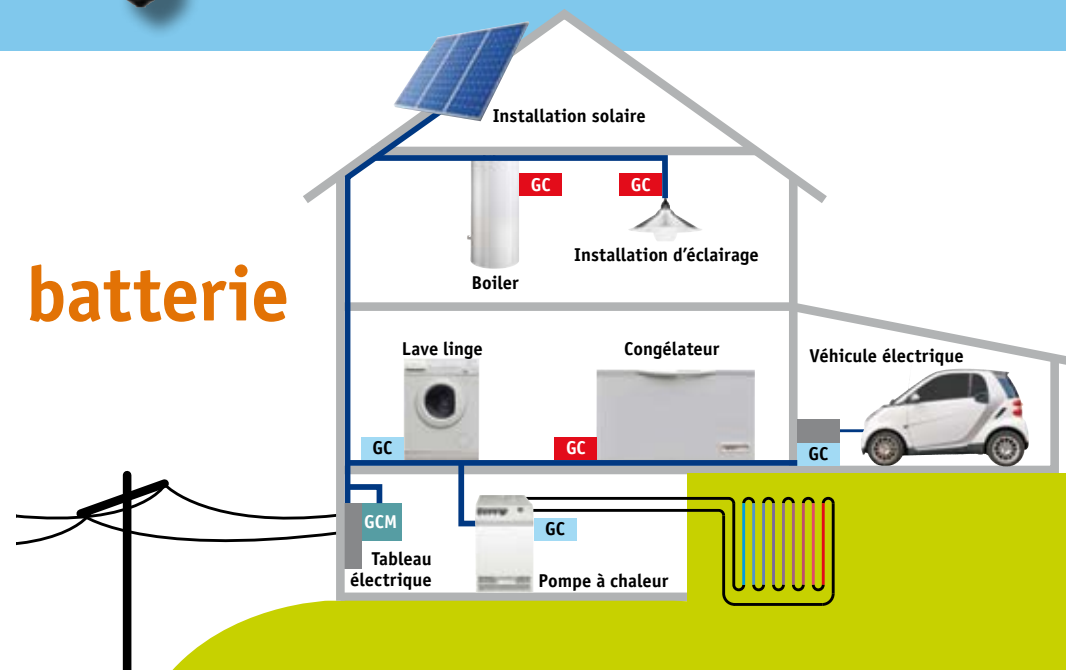 Installation solaire
GC
GC
Installation d'éclairage
Boiler
batterie
Lave linge
Congélateur
Véhicule électrique
GC
GC
GC
GCM
GC
Tableau
électrique
Pompe à chaleur